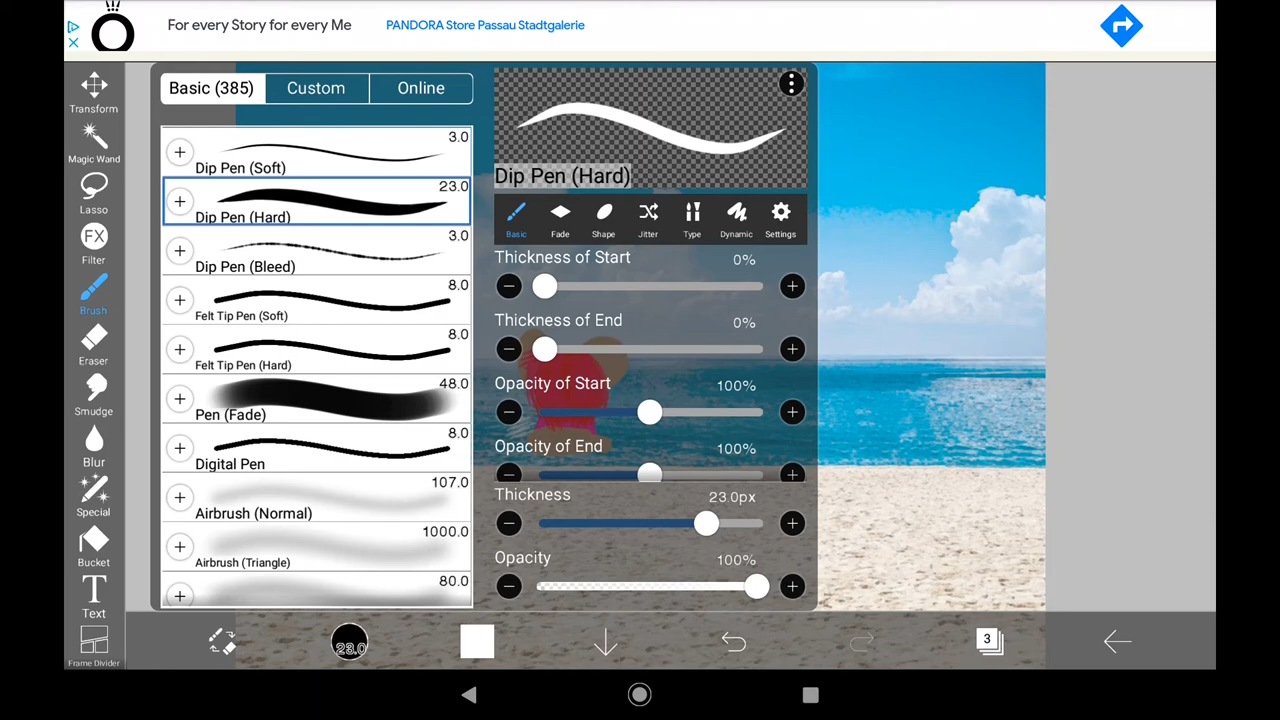 For every Story for every Me
PANDORA Store Passau Stadtgalerie
Transform
Magic Wand
Lasso
FX
Filter
Brush
Eraser
Smudge
Blur
Special
Bucket
T
Text
Frame Divider
Basic (385)
Custom
Online
3.0
Dip Pen (Soft)
23.0
Dip Pen (Hard)
3.0
Dip Pen (Bleed)
8.0
Felt Tip Pen (Soft)
8.0
Felt Tip Pen (Hard)
48.0
Pen (Fade)
8.0
Digital Pen
107.0
Airbrush (Normal)
1000.0
Airbrush (Triangle)
80.0
Dip Pen (Hard)
Basic
Fade
Shape
Jitter
Type
Dynamic
Settings
Thickness of Start
0%
Thickness of End
0%
Opacity of Start
100%
Opacity of End
100%
Thickness
23.0px
Opacity
100%
23.0
3